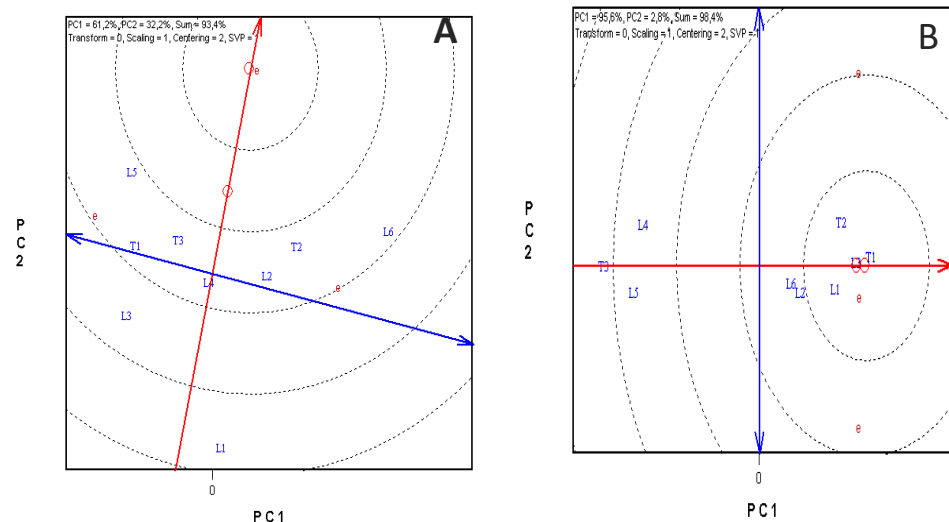 PC1 = 61,2%, PC2 = 32,2%, Sum = 93,4%
Transform = 0, Scaling = 1, Centering = 2, SVP =
A
e
L5
e
T1
T3
T2
L6
L4
L2
e
L3
L1
P
C
2
0
PC1
PC1 = 95,6%, PC2 = 2,8%, Sum = 98,4%
Transform = 0, Scaling = 1, Centering = 2, SVP =
B
e
L4
T2
T1
T3
L5
L6
L2
L1
e
e
P
C
2
0
PC1